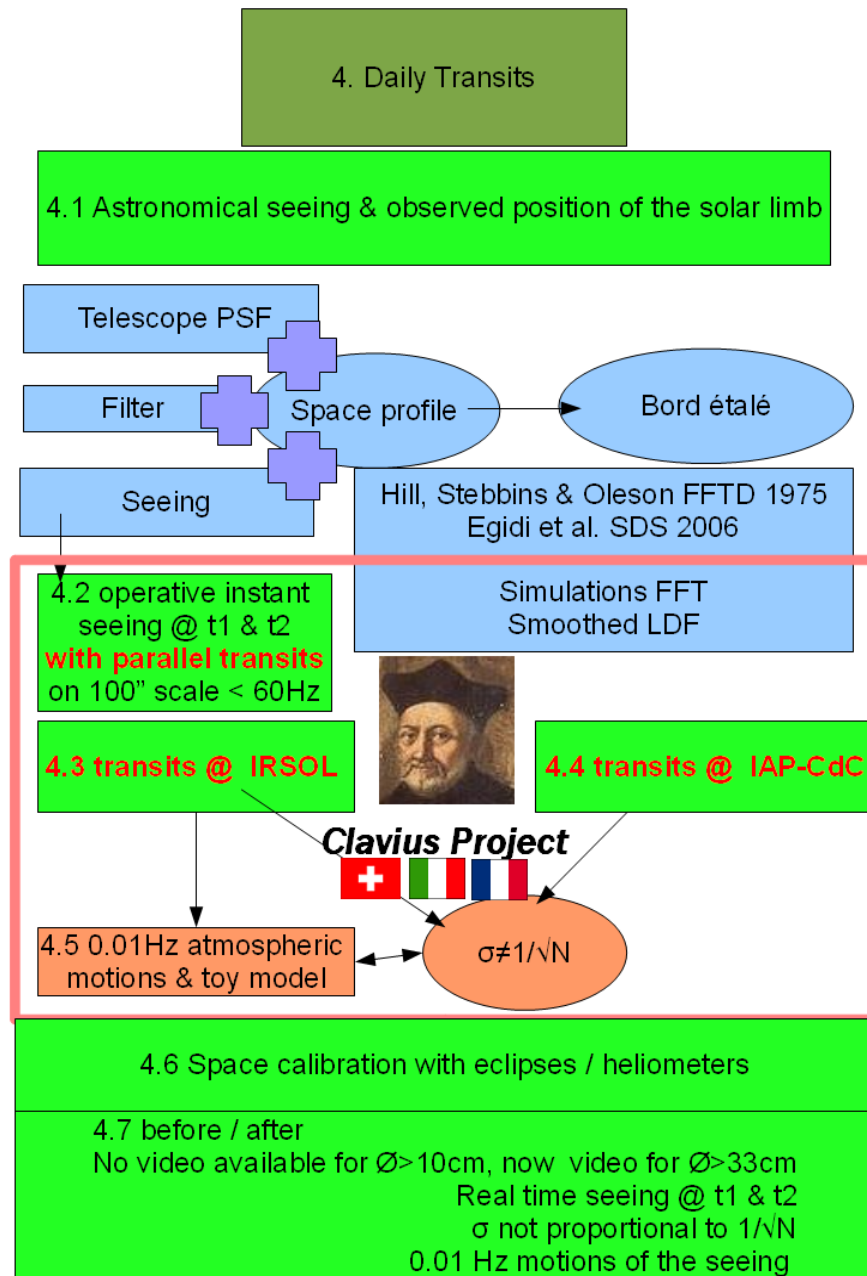 4. Daily Transits
4.1 Astronomical seeing & observed position of the solar limb
Telescope PSF
Filter
Space profile
Bord étalé
Seeing
Hill, Stebbins & Oleson FFTD 1975
Egidi et al. SDS 2006
Simulations FFT
Smoothed LDF
4.2 operative instant
seeing @ t1 & t2
with parallel transits
on 100” scale < 60Hz
4.3 transits @ IRSOL
4.4 transits @ IAP-CdC
Clavius Project
4.5 0.01Hz atmospheric
motions & toy model
σ≠1/√N
4.6 Space calibration with eclipses / heliometers
4.7 before / after
No video available for Ø>10cm, now video for Ø>33cm
Real time seeing @ t1 & t2
σ not proportional to 1/√N
0.01 Hz motions of the seeing